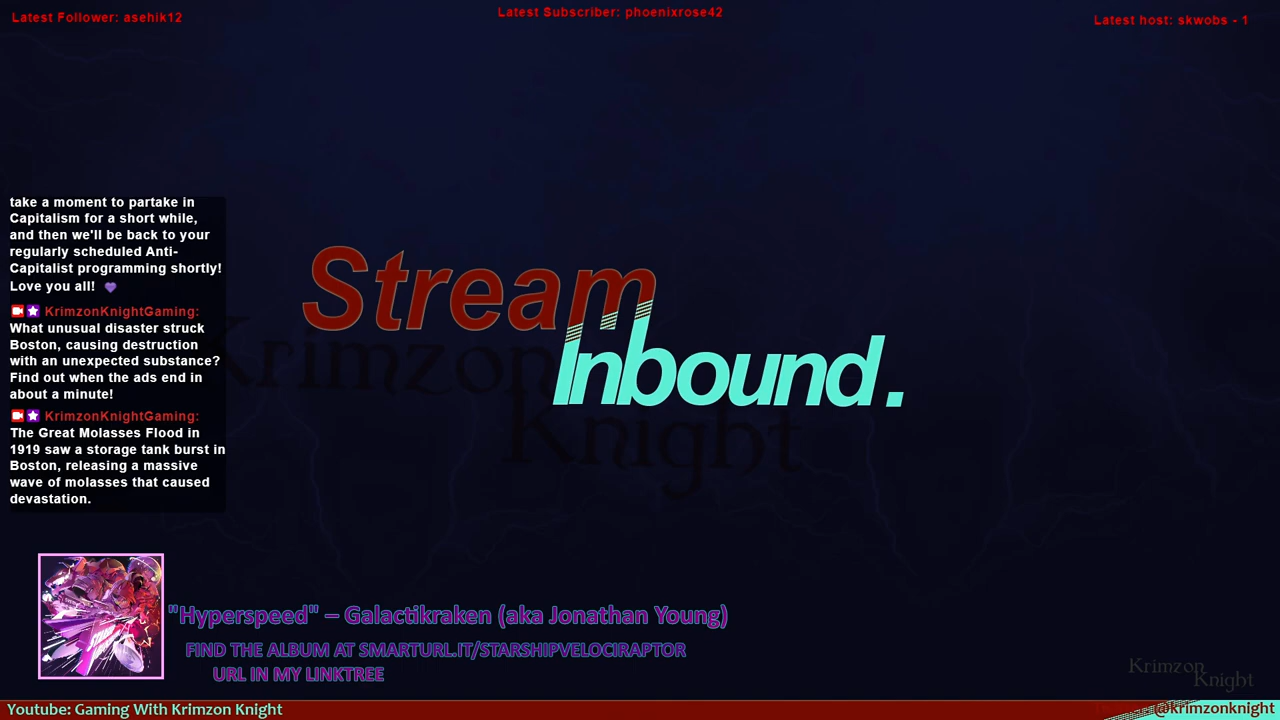 Latest Follower: asehik12
Latest Subscriber: phoenixrose42
Latest host: skwobs - 1
take a moment to partake in
Capitalism for a short while,
and then we'll be back to your
regularly scheduled Anti-
Capitalist programming shortly!
Love you all!
KrimzonKnightGaming:
What unusual disaster struck
Boston, causing destruction
with an unexpected substance?
Find out when the ads end in
about a minute!
KrimzonKnightGaming:
The Great Molasses Flood in
1919 saw a storage tank burst in
Boston, releasing a massive
wave of molasses that caused
devastation.
Stream
Inbound.
Krimzon
Knight
"Hyperspeed" – Galactikraken (aka Jonathan Young)
FIND THE ALBUM AT SMARTURL.IT/STARSHIPVELOCIRAPTOR
URL IN MY LINKTREE
Krimzon
Knight
Youtube: Gaming With Krimzon Knight
@krimzonknight